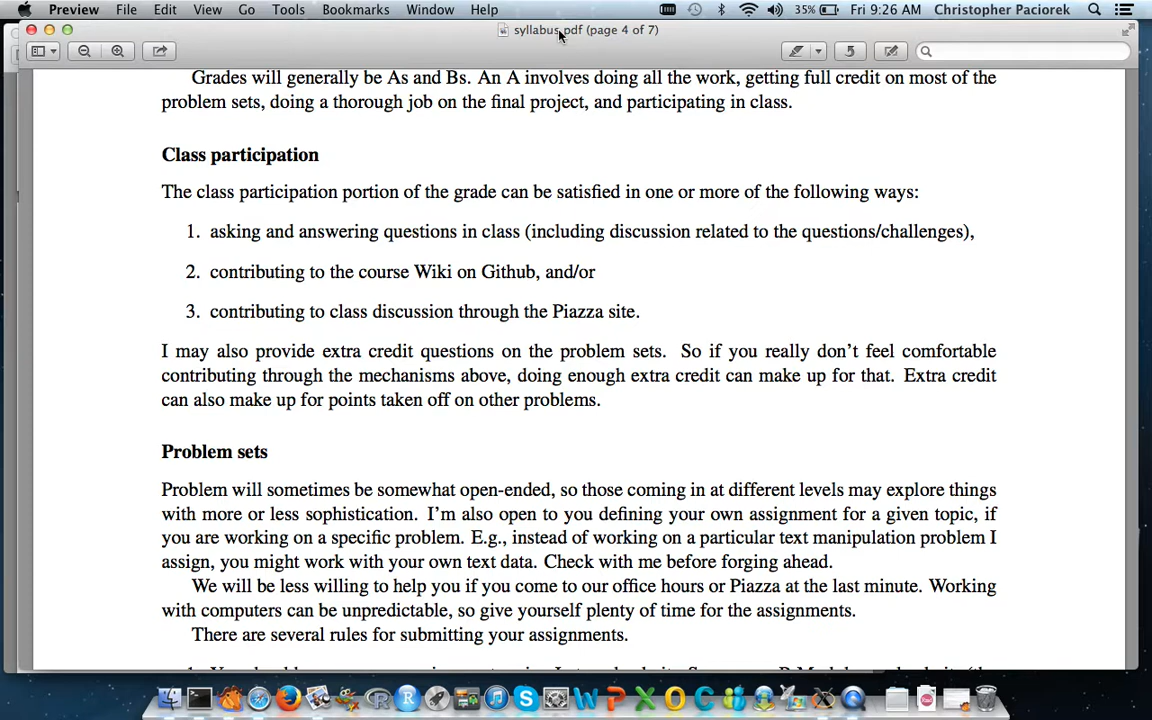 Preview File Edit View Go Tools Bookmarks Window Help 35% Fri 9:26 AM Christopher Paciorek
syllabus.pdf (page 4 of 7)
Grades will generally be As and Bs. An A involves doing all the work, getting full credit on most of the
problem sets, doing a thorough job on the final project, and participating in class.
Class participation
The class participation portion of the grade can be satisfied in one or more of the following ways:
1. asking and answering questions in class (including discussion related to the questions/challenges),
2. contributing to the course Wiki on Github, and/or
3. contributing to class discussion through the Piazza site.
I may also provide extra credit questions on the problem sets. So if you really don't feel comfortable
contributing through the mechanisms above, doing enough extra credit can make up for that. Extra credit
can also make up for points taken off on other problems.
Problem sets
Problem will sometimes be somewhat open-ended, so those coming in at different levels may explore things
with more or less sophistication. I'm also open to you defining your own assignment for a given topic, if
you are working on a specific problem. E.g., instead of working on a particular text manipulation problem I
assign, you might work with your own text data. Check with me before forging ahead.
We will be less willing to help you if you come to our office hours or Piazza at the last minute. Working
with computers can be unpredictable, so give yourself plenty of time for the assignments.
There are several rules for submitting your assignments.